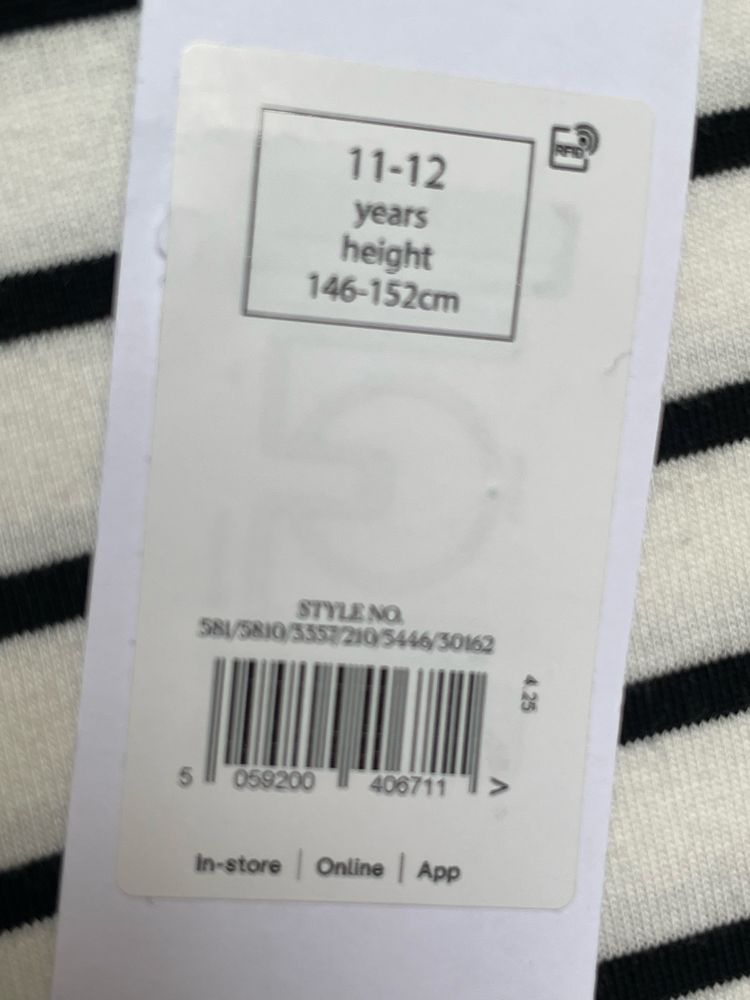 11-12
years
height
146-152cm
RFID
STYLE NO.
581/5810/3357/210/5446/30162
4.25
5 059200 406711 >
In-store | Online | App